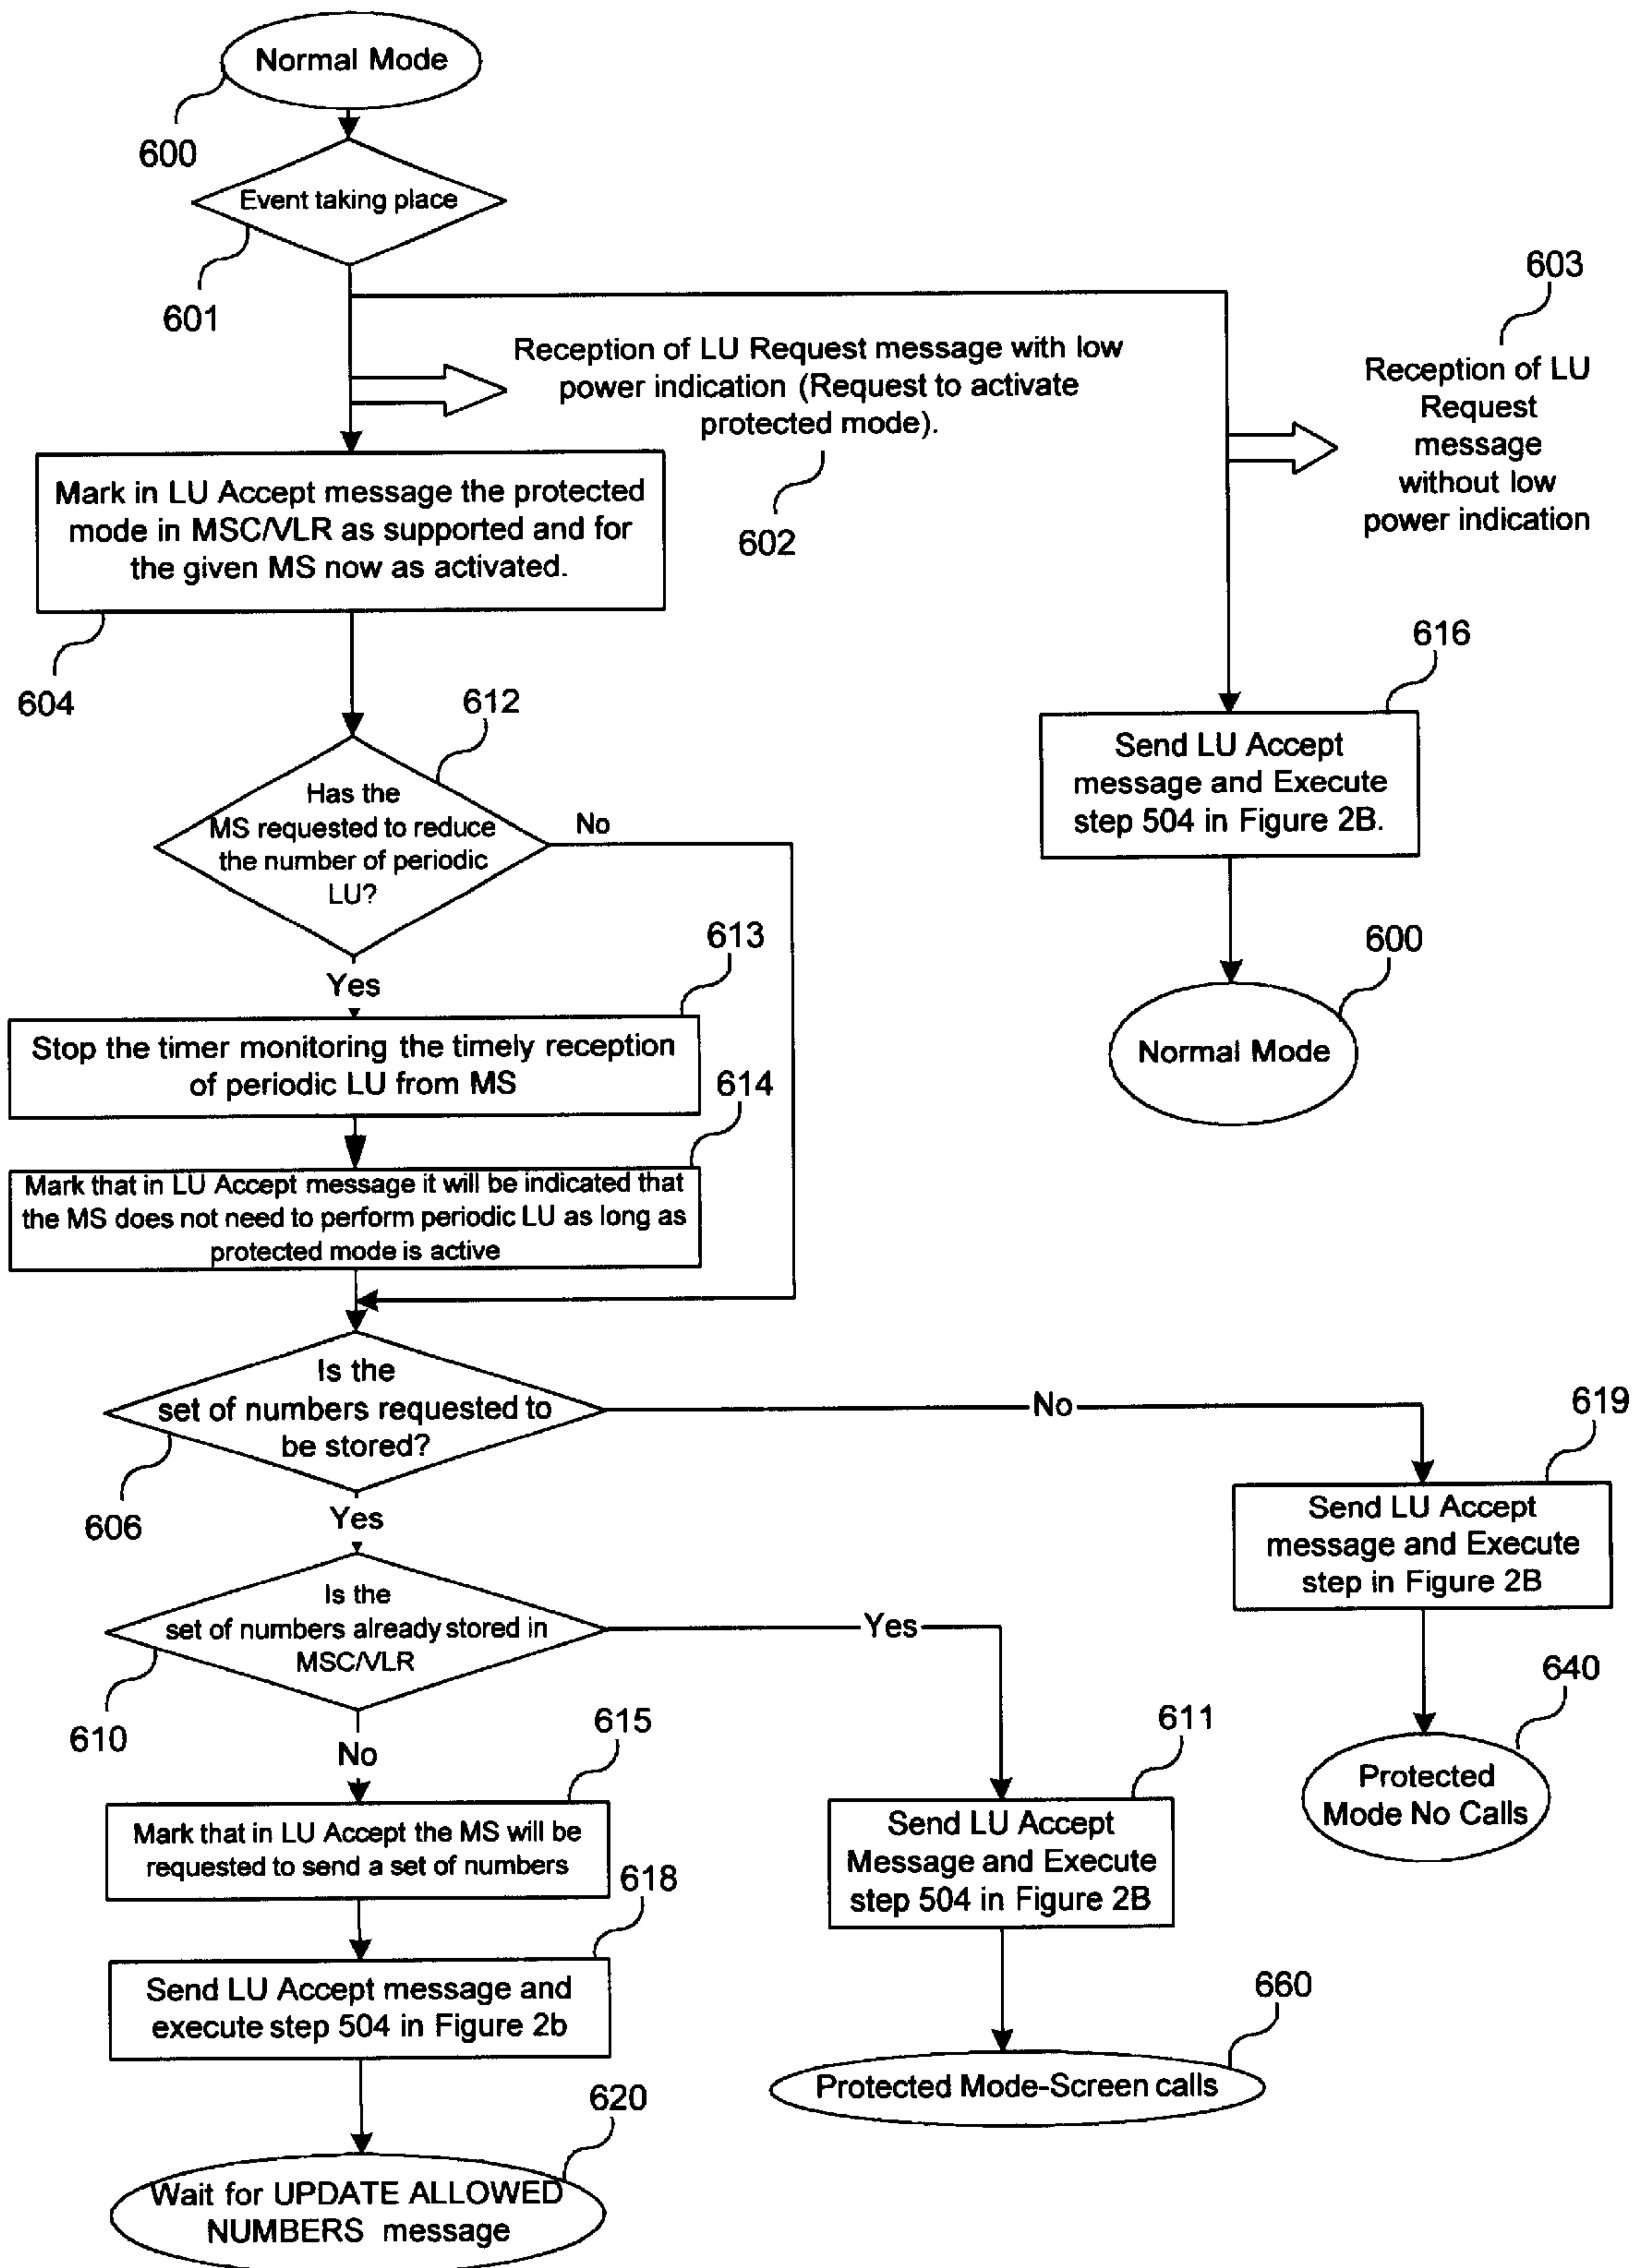 Normal Mode
600
Event taking place
601
603
Reception of LU Request message with low
power indication (Request to activate
protected mode).
602
Reception of LU
Request
message
without low
power indication
Mark in LU Accept message the protected
mode in MSC/VLR as supported and for
the given MS now as activated.
604
616
Send LU Accept
message and Execute
step 504 in Figure 2B.
612
Has the
MS requested to reduce
the number of periodic
LU?
No
Yes
600
Normal Mode
613
Stop the timer monitoring the timely reception
of periodic LU from MS
614
Mark that in LU Accept message it will be indicated that
the MS does not need to perform periodic LU as long as
protected mode is active
Is the
set of numbers requested to
be stored?
606
No
Yes
619
Send LU Accept
message and Execute
step in Figure 2B
640
Protected
Mode No Calls
Is the
set of numbers already stored in
MSC/VLR
610
Yes
No
611
Send LU Accept
Message and Execute
step 504 in Figure 2B
615
Mark that in LU Accept the MS will be
requested to send a set of numbers
618
Send LU Accept message and
execute step 504 in Figure 2b
660
Protected Mode-Screen calls
620
Wait for UPDATE ALLOWED
NUMBERS message